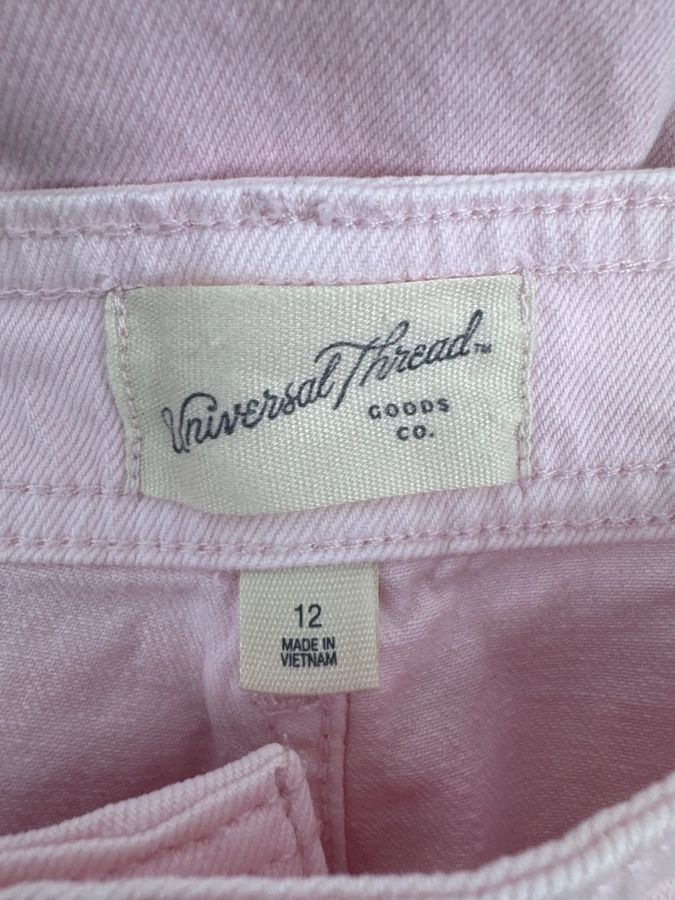 Universal Thread™
GOODS
CO.
12
MADE IN
VIETNAM